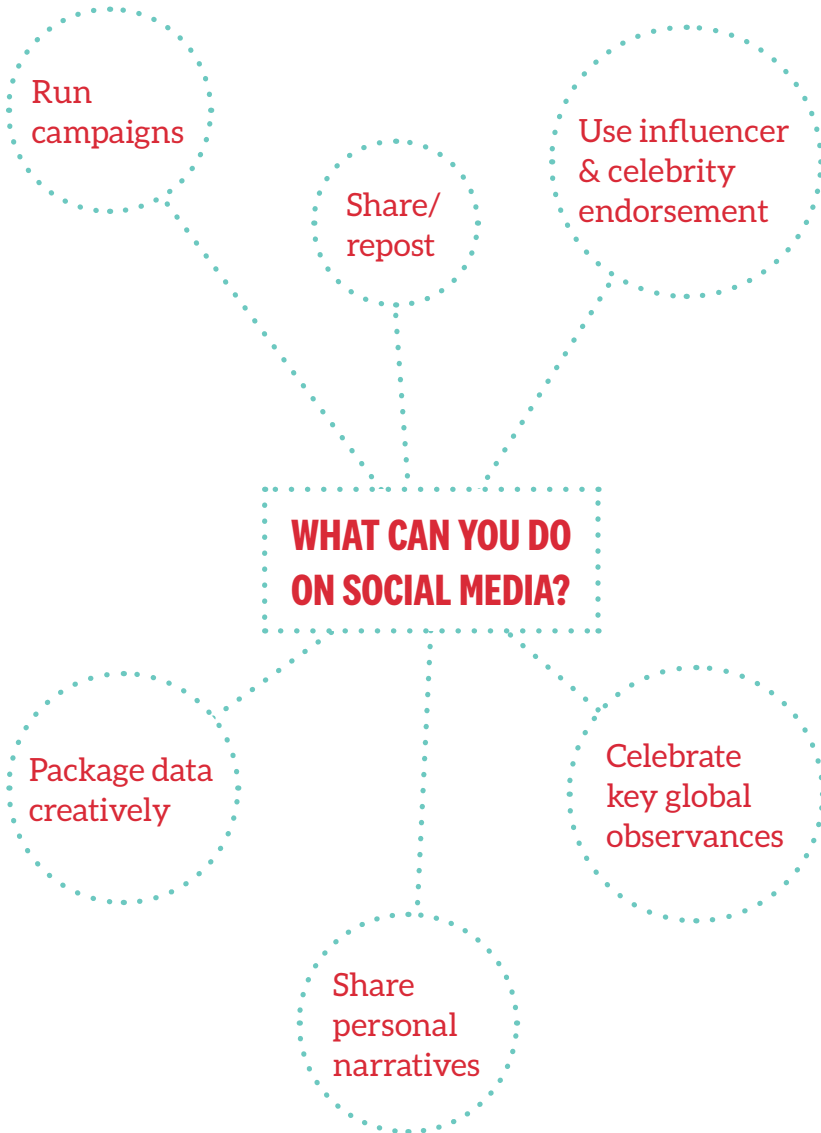 Run
campaigns
Share/
repost
Use influencer
& celebrity
endorsement
WHAT CAN YOU DO
ON SOCIAL MEDIA?
Package data
creatively
Celebrate
key global
observances
Share
personal
narratives